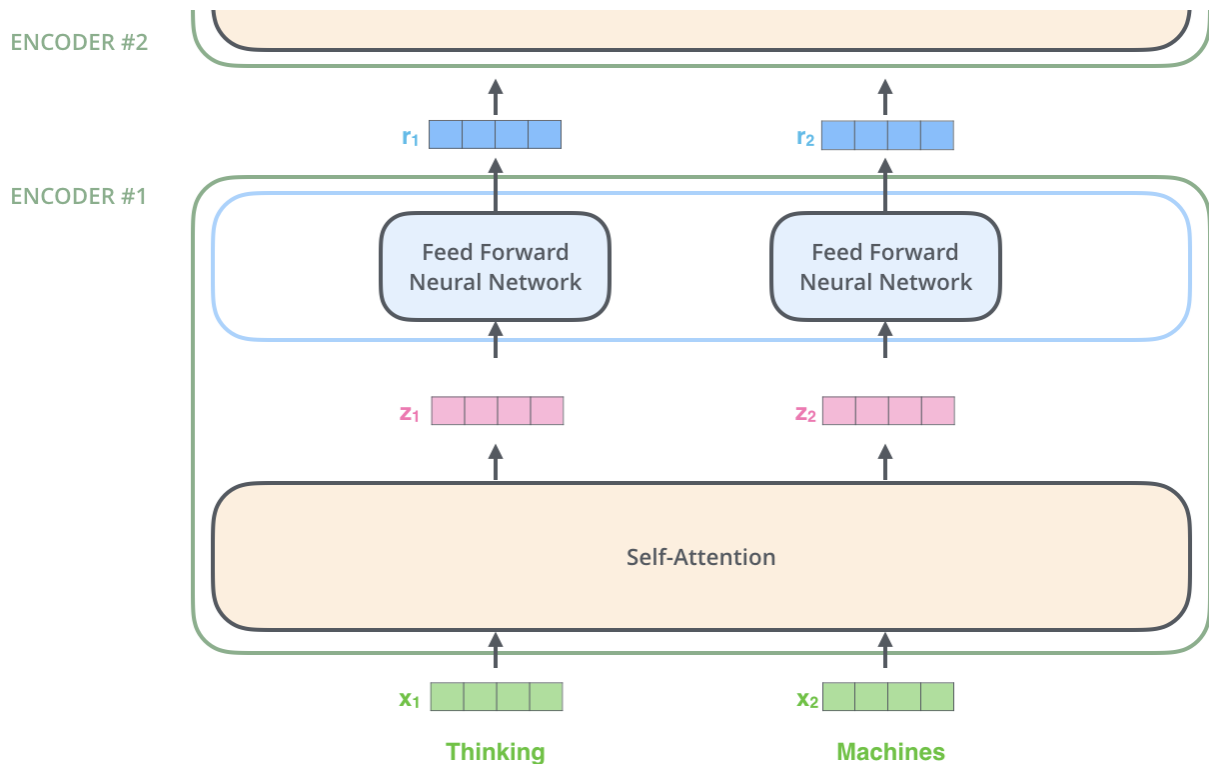 ENCODER #2
r1
r2
ENCODER #1
Feed Forward
Neural Network
Feed Forward
Neural Network
z1
z2
Self-Attention
x1
x2
Thinking
Machines